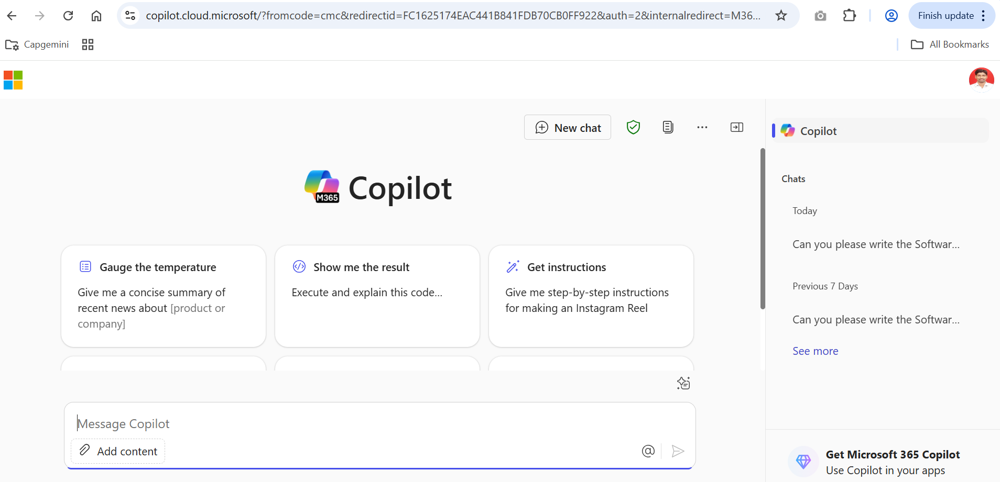 copilot.cloud.microsoft/?fromcode=cmc&redirectid=FC1625174EAC441B841FDB70CB0FF922&auth=2&internalredirect=M36...
Finish update
Capgemini
All Bookmarks
New chat
M365
Copilot
Gauge the temperature
Give me a concise summary of
recent news about [product or
company]
Show me the result
Execute and explain this code...
Get instructions
Give me step-by-step instructions
for making an Instagram Reel
Message Copilot
Add content
@
Copilot
Chats
Today
Can you please write the Softwar...
Previous 7 Days
Can you please write the Softwar...
See more
Get Microsoft 365 Copilot
Use Copilot in your apps